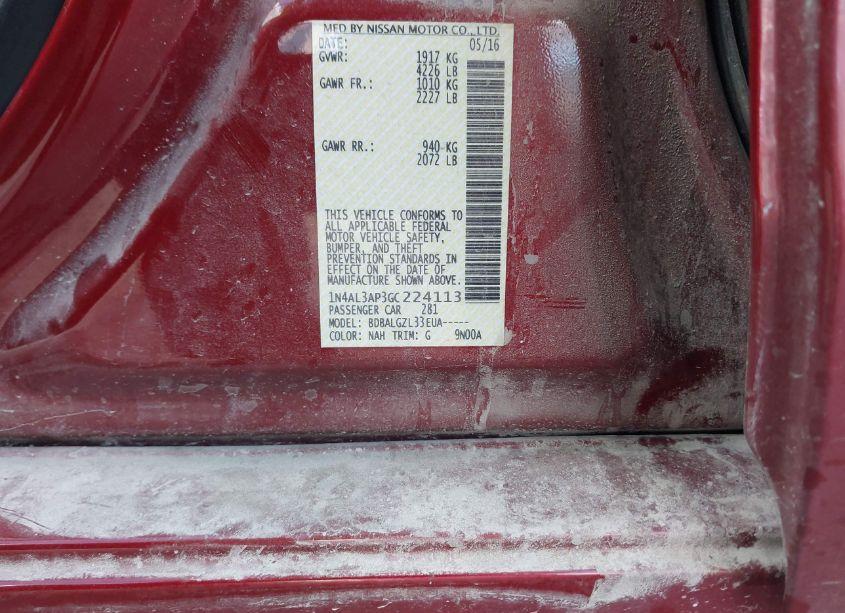 MFD BY NISSAN MOTOR CO., LTD.
DATE: 05/16
GVWR: 1917 KG
4226 LB
GAWR FR.: 1010 KG
2227 LB
GAWR RR.: 940 KG
2072 LB
THIS VEHICLE CONFORMS TO
ALL APPLICABLE FEDERAL
MOTOR VEHICLE SAFETY,
BUMPER, AND THEFT
PREVENTION STANDARDS IN
EFFECT ON THE DATE OF
MANUFACTURE SHOWN ABOVE.
1N4AL3AP3GC224113
PASSENGER CAR 281
MODEL: BDBALGZL33EUA-----
COLOR: NAH TRIM: G 9N00A